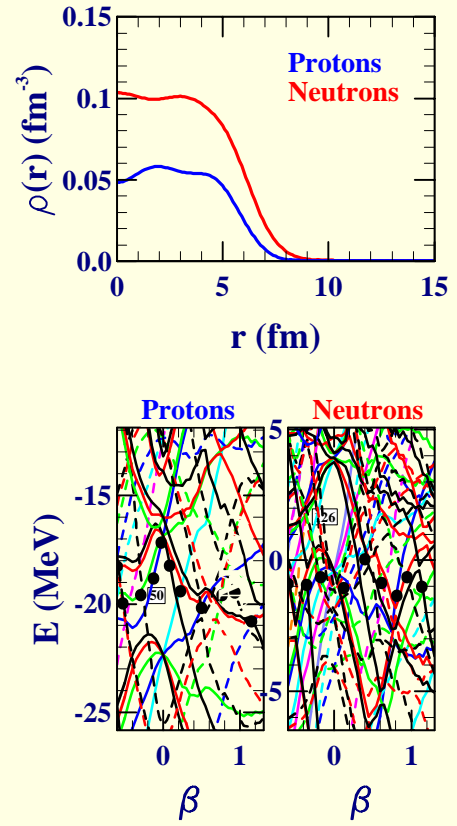 0.15
0.1
0.05
0.0
ρ(r) (fm⁻³)
Protons
Neutrons
0 5 10 15
r (fm)
Protons Neutrons
E (MeV)
-15
-20
-25
50
5
0
-5
126
0 1 0 1
β β